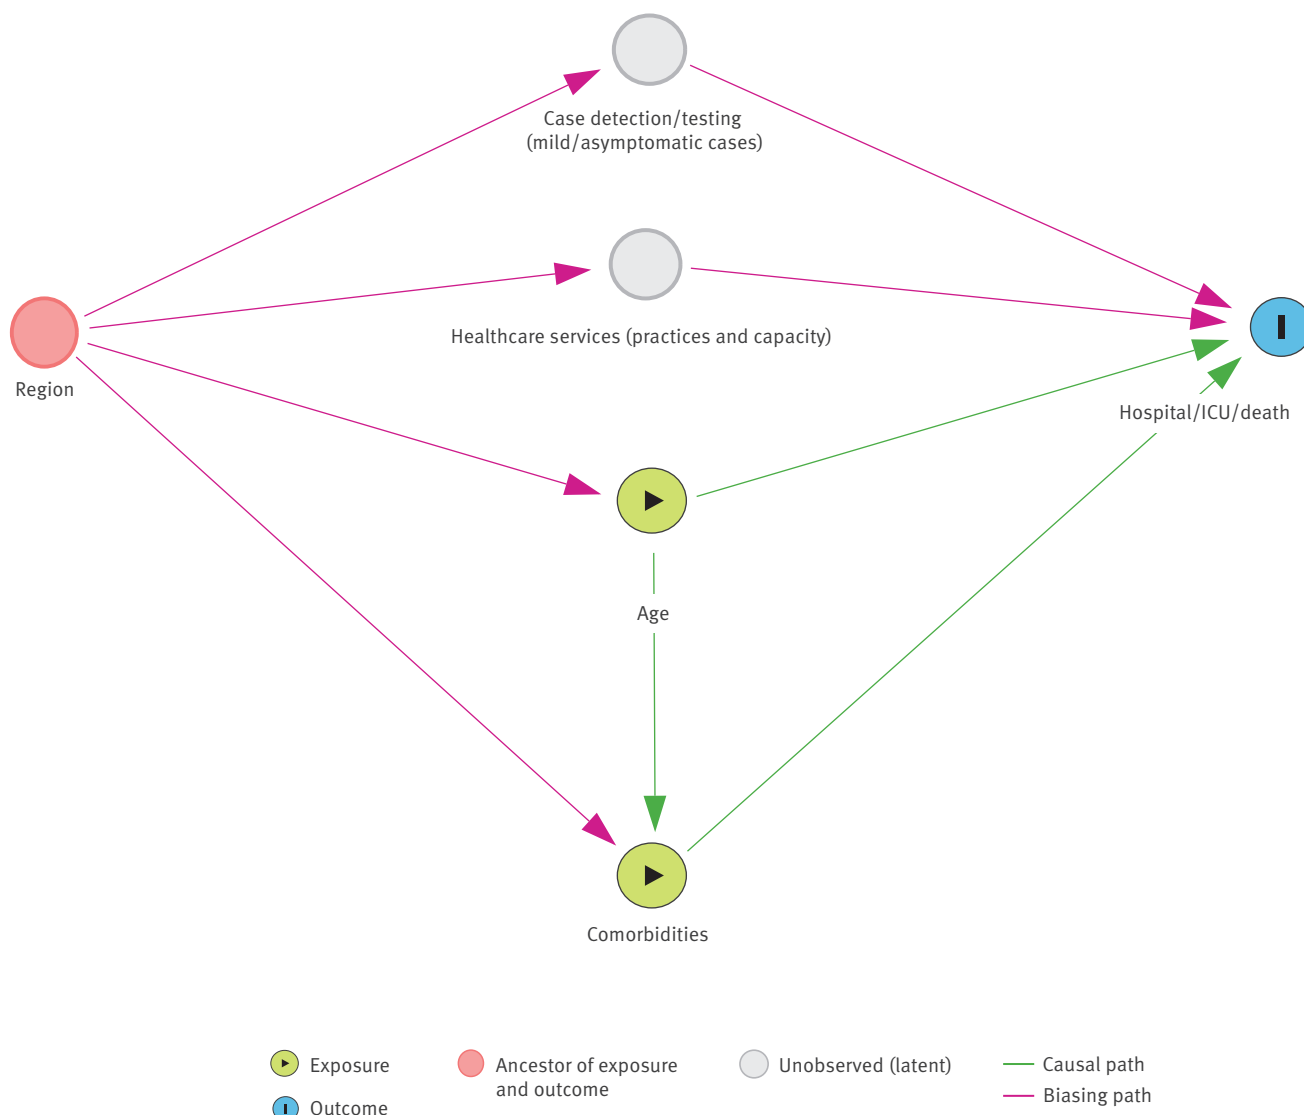 Case detection/testing
(mild/asymptomatic cases)
Healthcare services (practices and capacity)
Region
Hospital/ICU/death
Age
Comorbidities
Exposure
Ancestor of exposure
and outcome
Unobserved (latent)
Causal path
Biasing path
Outcome